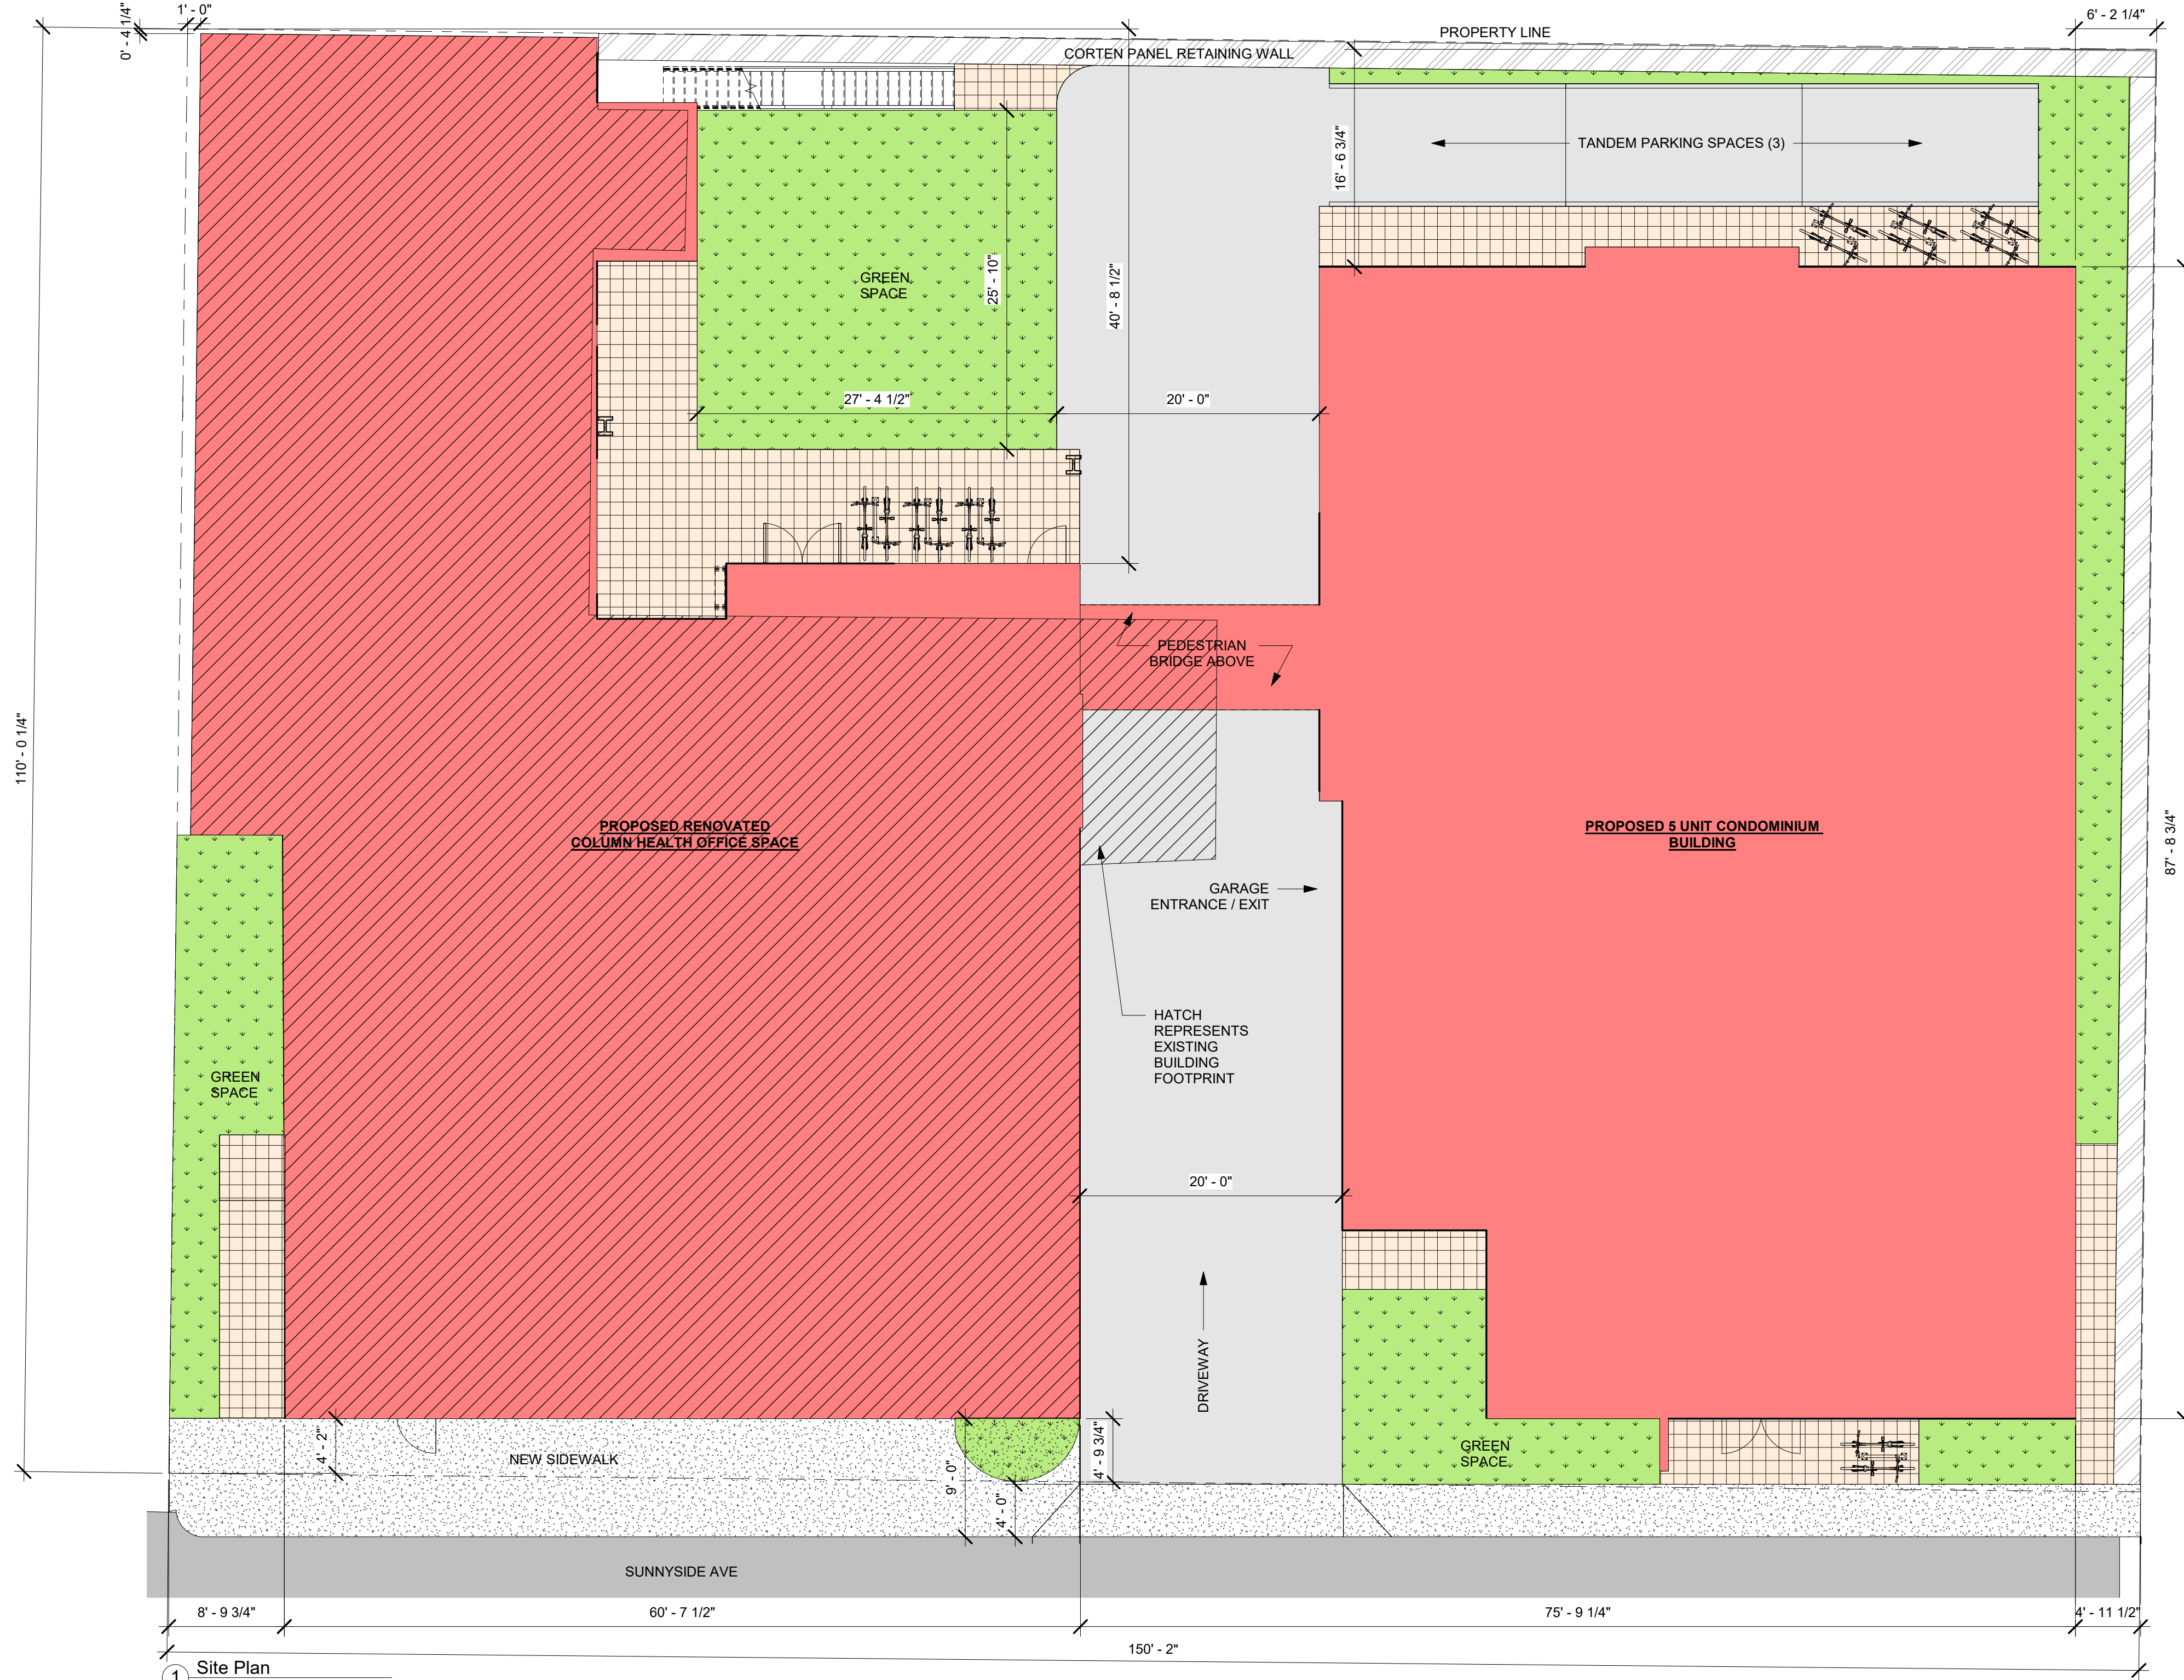 1' - 0"
6' - 2 1/4"
0' - 4 1/4"
PROPERTY LINE
CORTEN PANEL RETAINING WALL
TANDEM PARKING SPACES (3)
16' - 6 3/4"
GREEN
SPACE
25' - 10"
40' - 8 1/2"
27' - 4 1/2"
20' - 0"
PEDESTRIAN
BRIDGE ABOVE
110' - 0 1/4"
PROPOSED RENOVATED
COLUMN HEALTH OFFICE SPACE
PROPOSED 5 UNIT CONDOMINIUM
BUILDING
87' - 8 3/4"
GARAGE
ENTRANCE / EXIT
HATCH
REPRESENTS
EXISTING
BUILDING
FOOTPRINT
GREEN
SPACE
20' - 0"
DRIVEWAY
4' - 2"
NEW SIDEWALK
9' - 0"
4' - 0"
4' - 9 3/4"
GREEN
SPACE
SUNNYSIDE AVE
8' - 9 3/4"
60' - 7 1/2"
75' - 9 1/4"
4' - 11 1/2"
150' - 2"
1
Site Plan